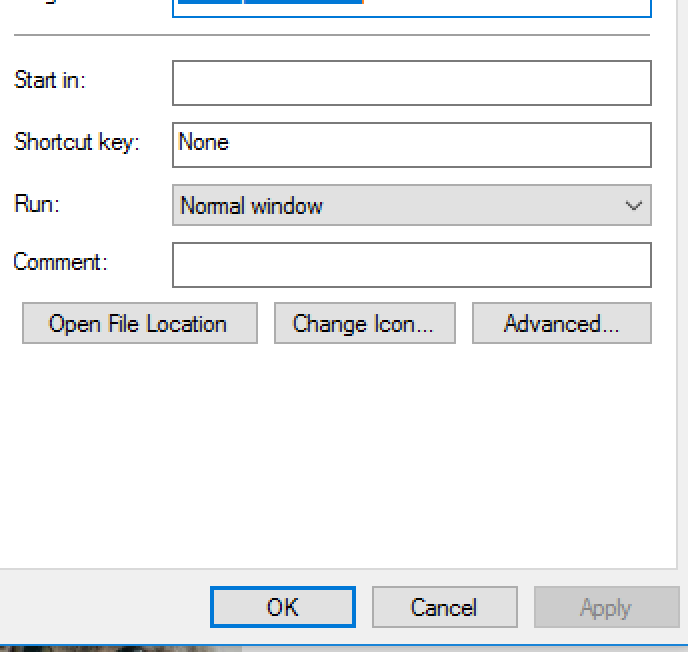 Start in:
Shortcut key: None
Run: Normal window
Comment:
Open File Location Change Icon... Advanced...
OK Cancel Apply